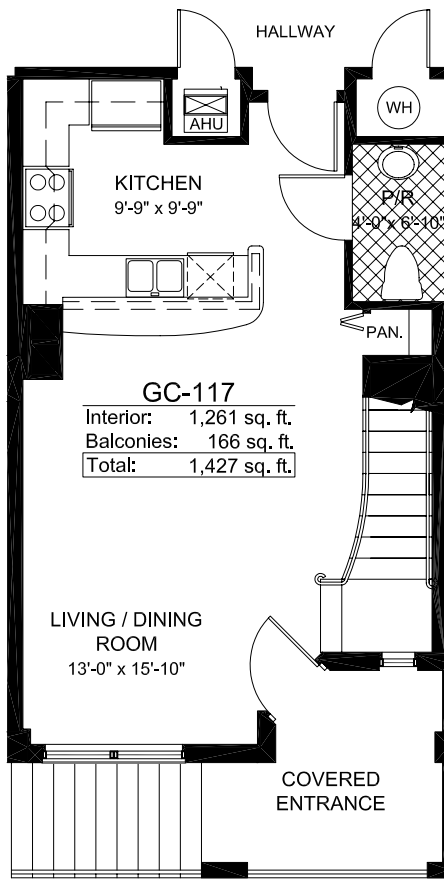 HALLWAY
AHU
WH
KITCHEN
9'-9" x 9'-9"
P/R
4'-0" x 6'-10"
PAN.
GC-117
Interior: 1,261 sq. ft.
Balconies: 166 sq. ft.
Total: 1,427 sq. ft.
LIVING / DINING
ROOM
13'-0" x 15'-10"
COVERED
ENTRANCE